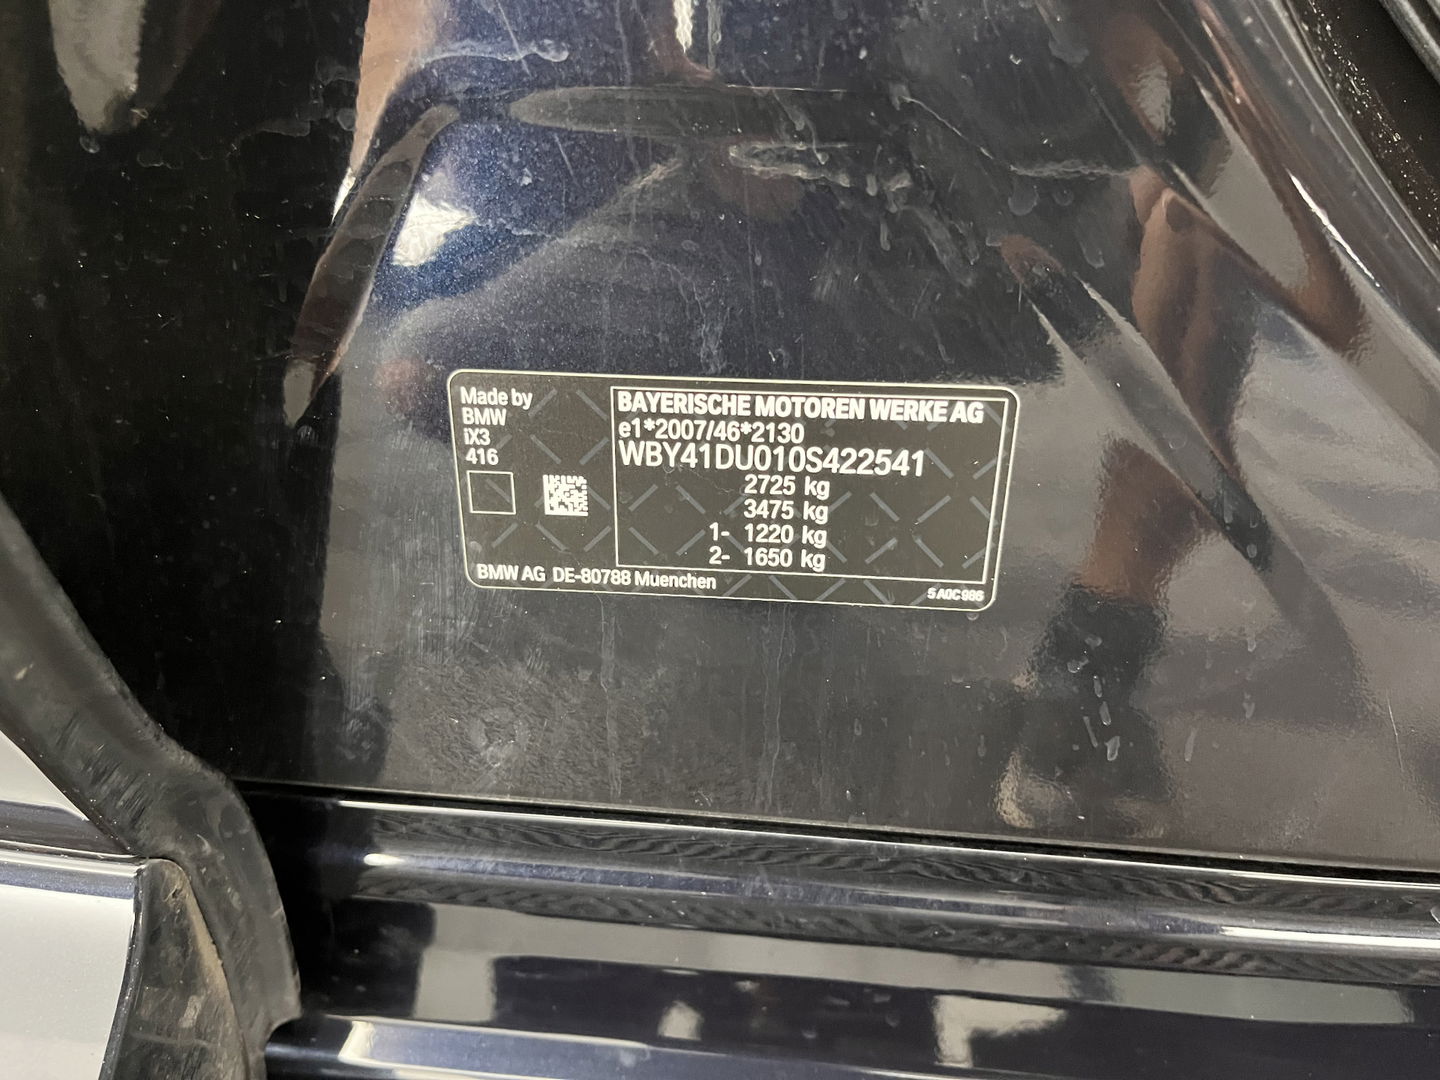 Made by
BMW
iX3
416
BAYERISCHE MOTOREN WERKE AG
e1*2007/46*2130
WBY41DU010S422541
2725 kg
3475 kg
1- 1220 kg
2- 1650 kg
BMW AG DE-80788 Muenchen
5A0C986